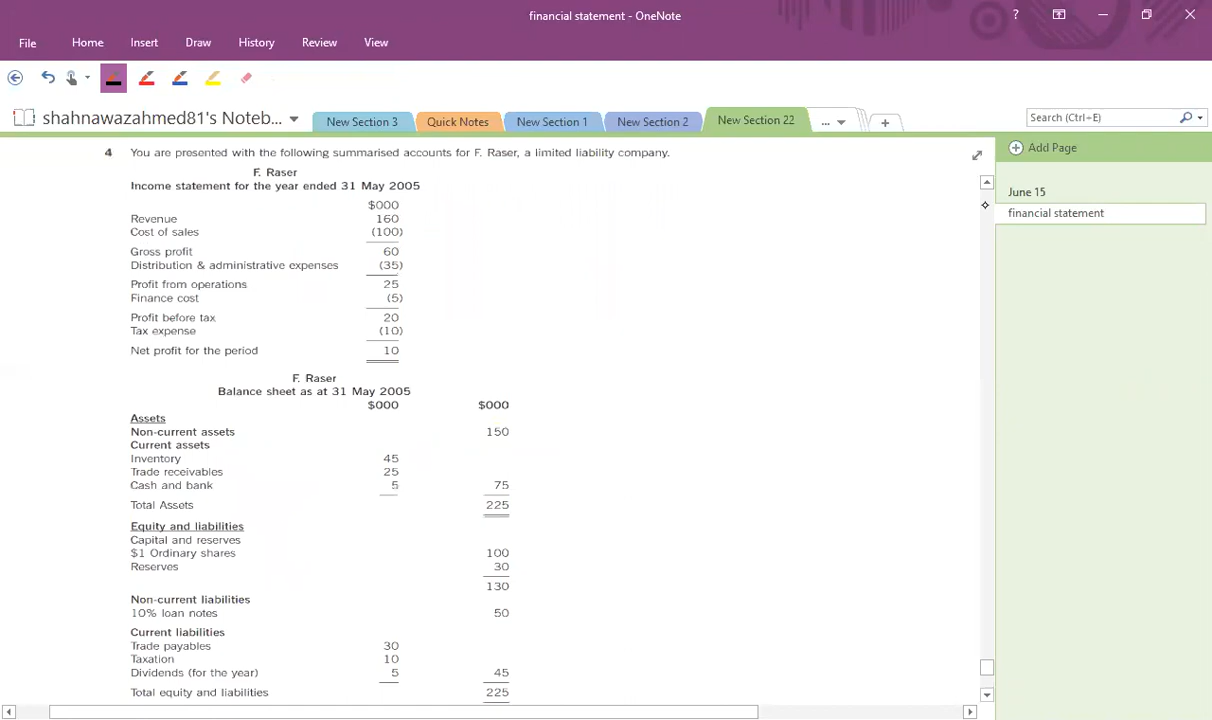 financial statement - OneNote
?
File Home Insert Draw History Review View
shahnawazahmed81's Noteb... New Section 3 Quick Notes New Section 1 New Section 2 New Section 22 ... + Search (Ctrl+E)
Add Page
June 15
financial statement
4 You are presented with the following summarised accounts for F. Raser, a limited liability company.
F. Raser
Income statement for the year ended 31 May 2005
$000
Revenue 160
Cost of sales (100)
Gross profit 60
Distribution & administrative expenses (35)
Profit from operations 25
Finance cost (5)
Profit before tax 20
Tax expense (10)
Net profit for the period 10
F. Raser
Balance sheet as at 31 May 2005
$000 $000
Assets
Non-current assets 150
Current assets
Inventory 45
Trade receivables 25
Cash and bank 5 75
Total Assets 225
Equity and liabilities
Capital and reserves
$1 Ordinary shares 100
Reserves 30
130
Non-current liabilities
10% loan notes 50
Current liabilities
Trade payables 30
Taxation 10
Dividends (for the year) 5 45
Total equity and liabilities 225